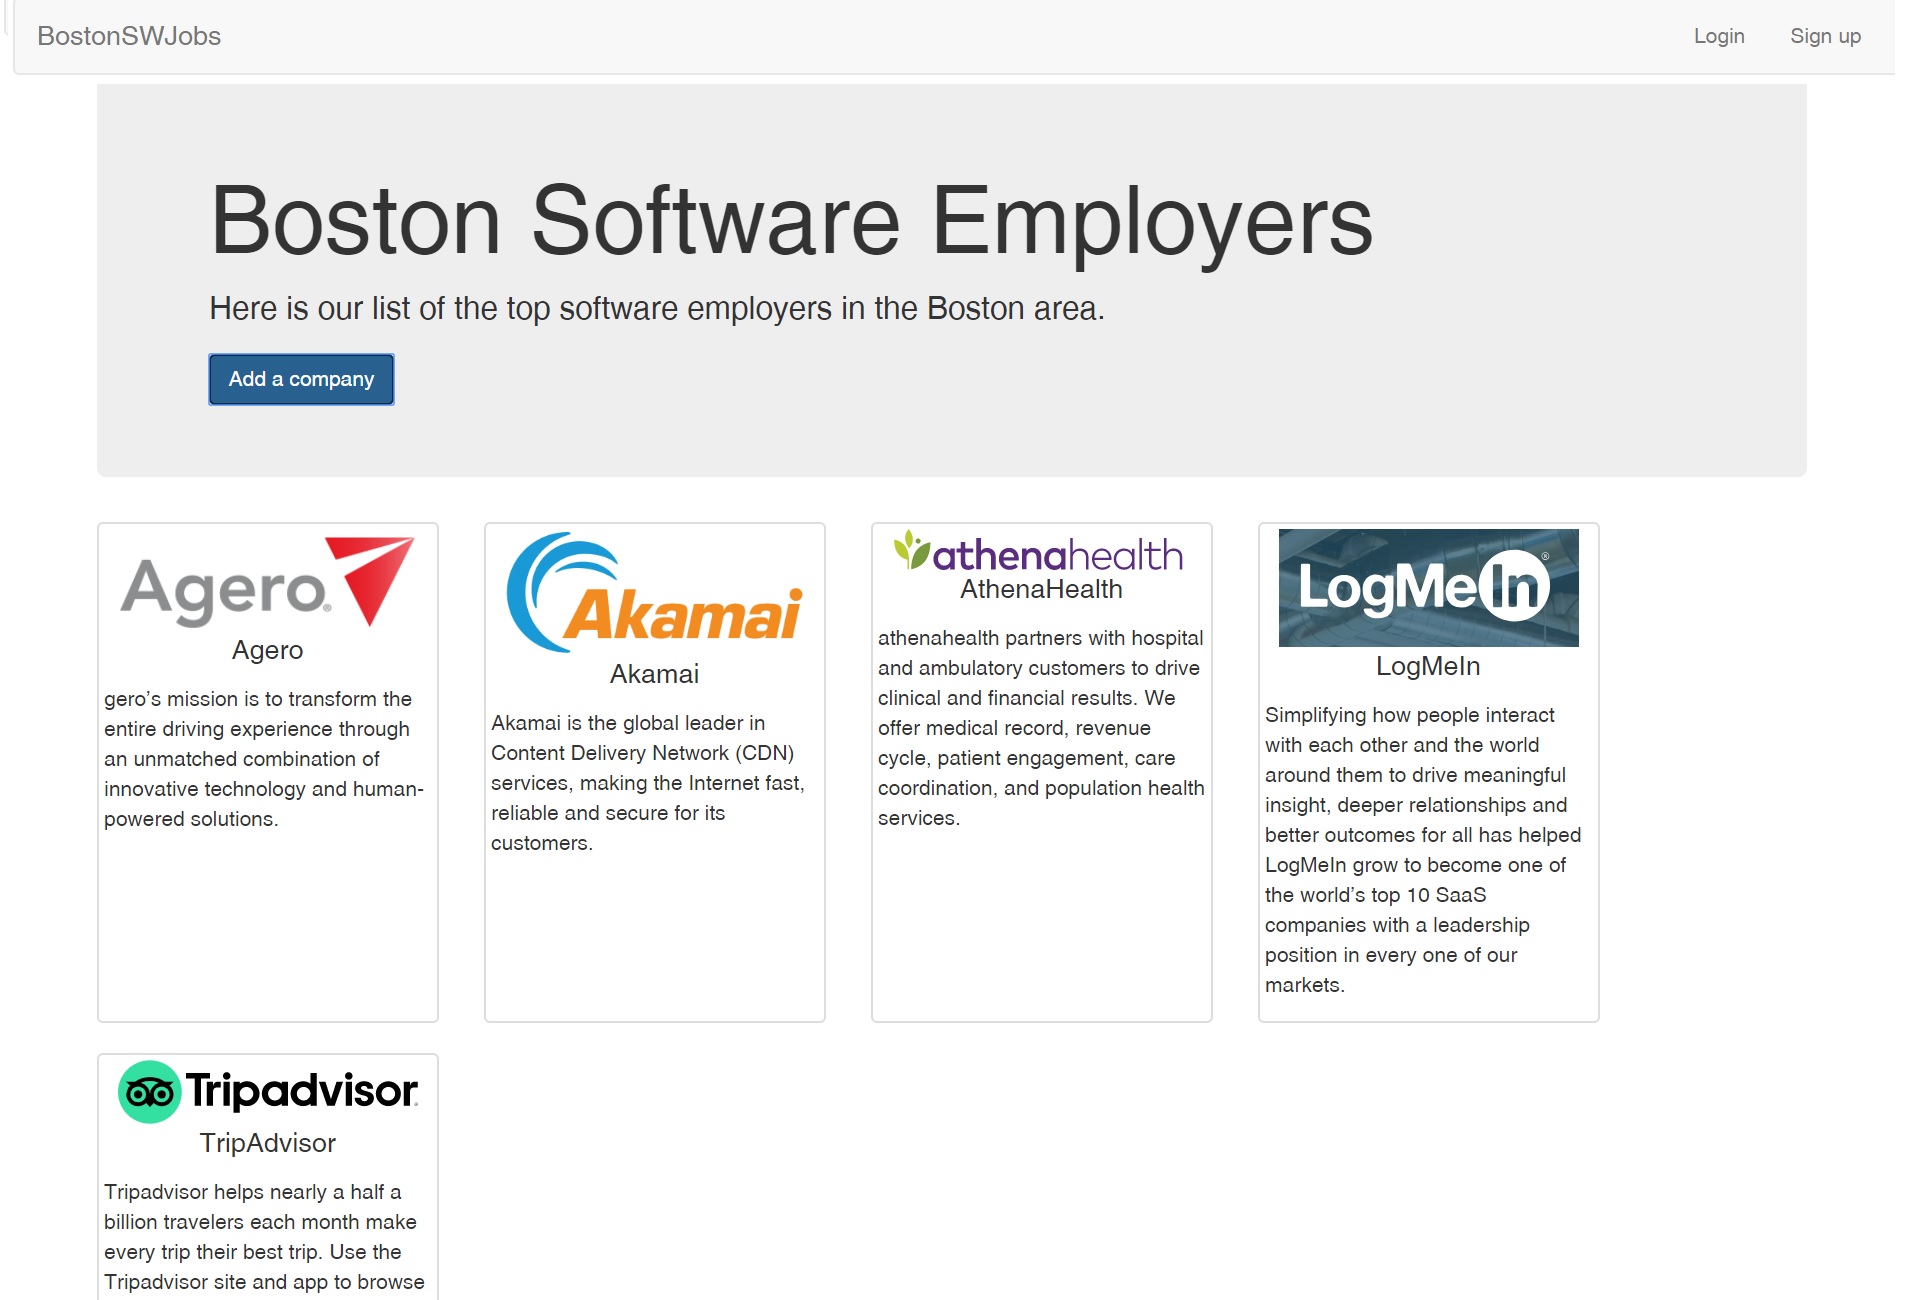 BostonSWJobs
Login
Sign up
Boston Software Employers
Here is our list of the top software employers in the Boston area.
Add a company
Agero®
Agero
gero’s mission is to transform the
entire driving experience through
an unmatched combination of
innovative technology and human-
powered solutions.
Akamai
Akamai
Akamai is the global leader in
Content Delivery Network (CDN)
services, making the Internet fast,
reliable and secure for its
customers.
athenahealth
AthenaHealth
athenahealth partners with hospital
and ambulatory customers to drive
clinical and financial results. We
offer medical record, revenue
cycle, patient engagement, care
coordination, and population health
services.
LogMeIn®
LogMeIn
Simplifying how people interact
with each other and the world
around them to drive meaningful
insight, deeper relationships and
better outcomes for all has helped
LogMeIn grow to become one of
the world’s top 10 SaaS
companies with a leadership
position in every one of our
markets.
Tripadvisor
TripAdvisor
Tripadvisor helps nearly a half a
billion travelers each month make
every trip their best trip. Use the
Tripadvisor site and app to browse